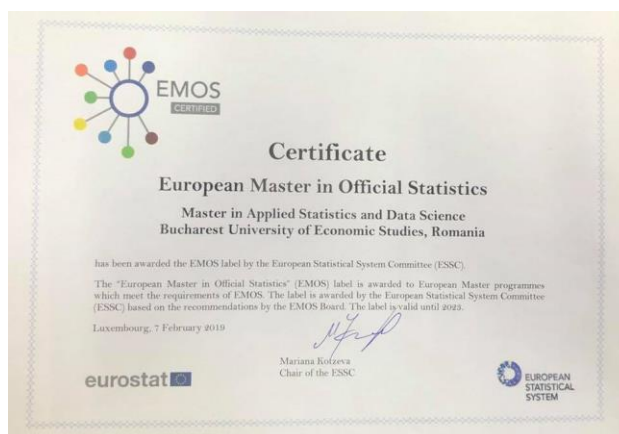 EMOS
CERTIFIED
Certificate
European Master in Official Statistics
Master in Applied Statistics and Data Science
Bucharest University of Economic Studies, Romania
has been awarded the EMOS label by the European Statistical System Committee (ESSC).
The "European Master in Official Statistics" (EMOS) label is awarded to European Master programmes
which meet the requirements of EMOS. The label is awarded by the European Statistical System Committee
(ESSC) based on the recommendations by the EMOS Board. The label is valid until 2023.
Luxembourg, 7 February 2019
Mariana Kotzeva
Chair of the ESSC
eurostat
EUROPEAN
STATISTICAL
SYSTEM